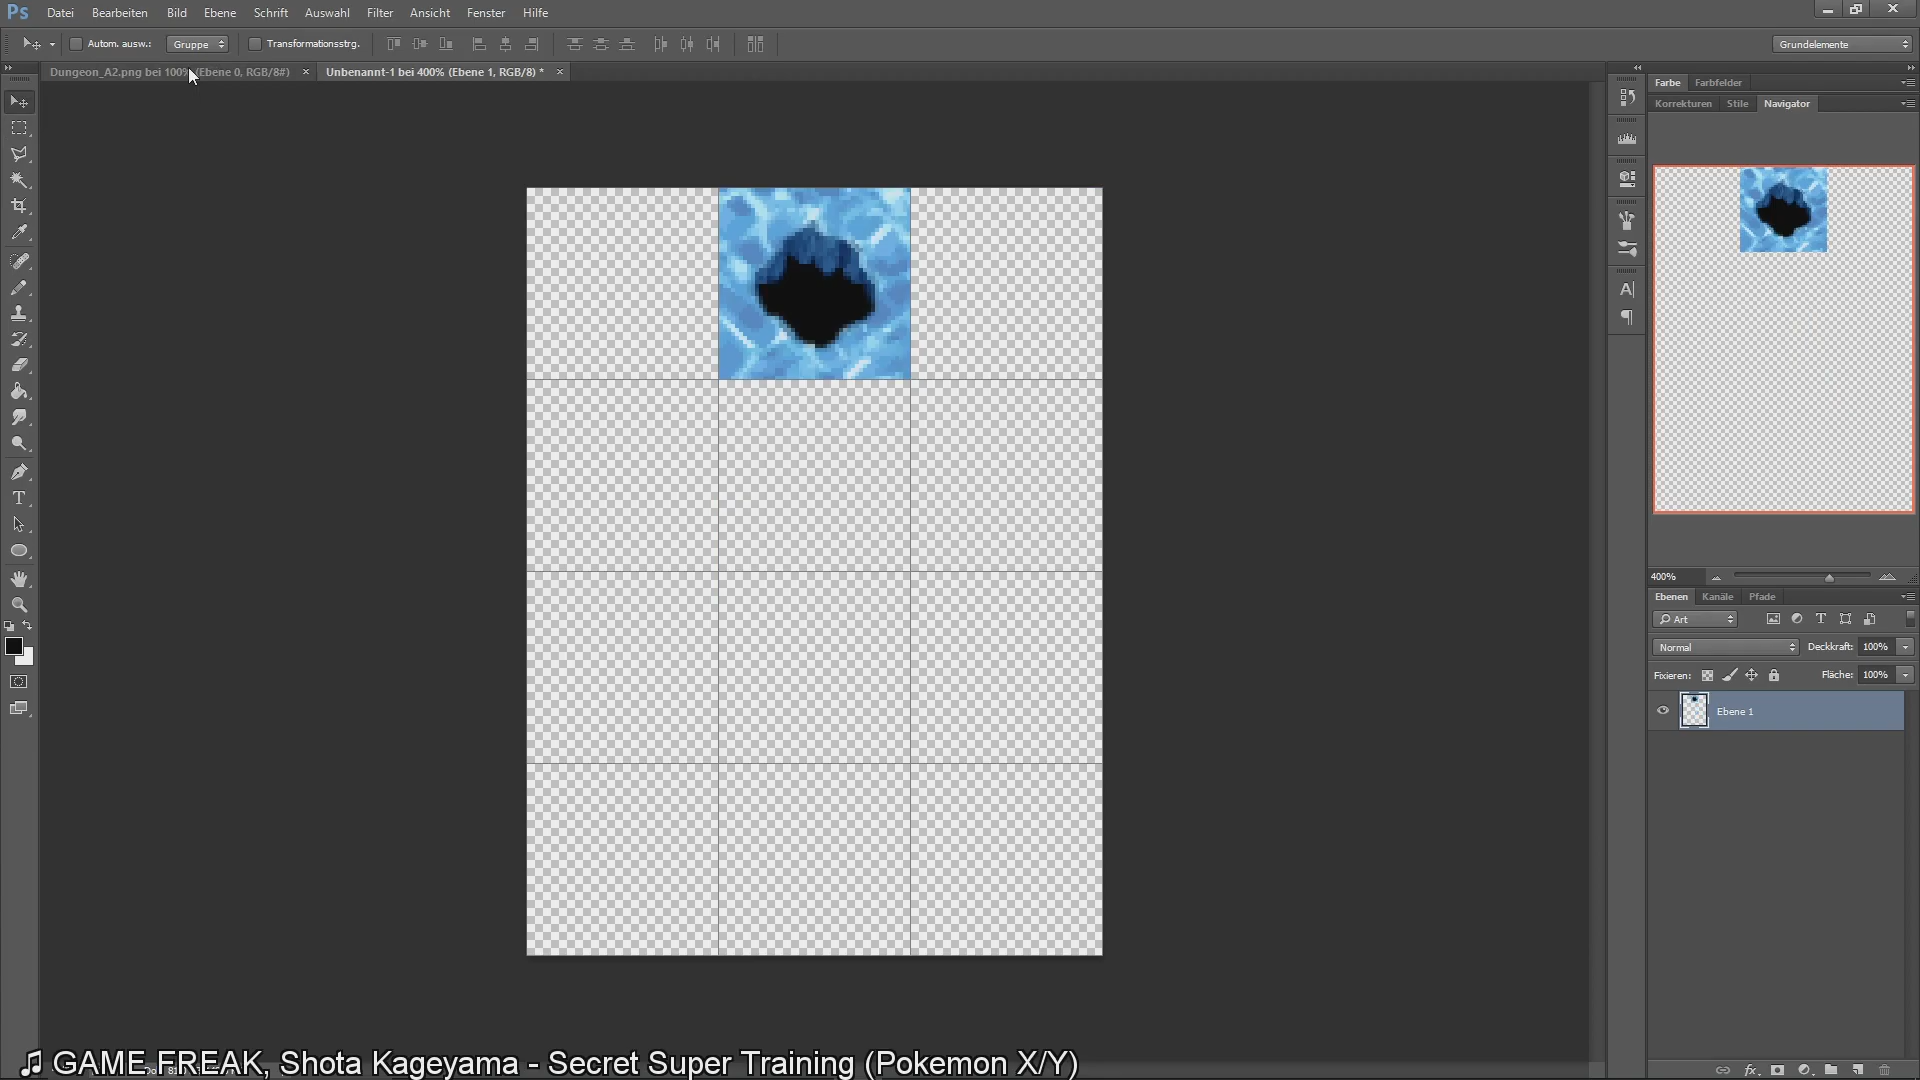 Ps Datei Bearbeiten Bild Ebene Schrift Auswahl Filter Ansicht Fenster Hilfe
Autom. ausw.: Gruppe Transformationsstrg. Grundelemente
Dungeon_A2.png bei 100% (Ebene 0, RGB/8#) × Unbenannt-1 bei 400% (Ebene 1, RGB/8) * ×
Farbe Farbfelder
Korrekturen Stile Navigator
400%
Ebenen Kanäle Pfade
Art
Normal Deckkraft: 100%
Fixieren: Fläche: 100%
Ebene 1
♫ GAME FREAK, Shota Kageyama - Secret Super Training (Pokemon X/Y)